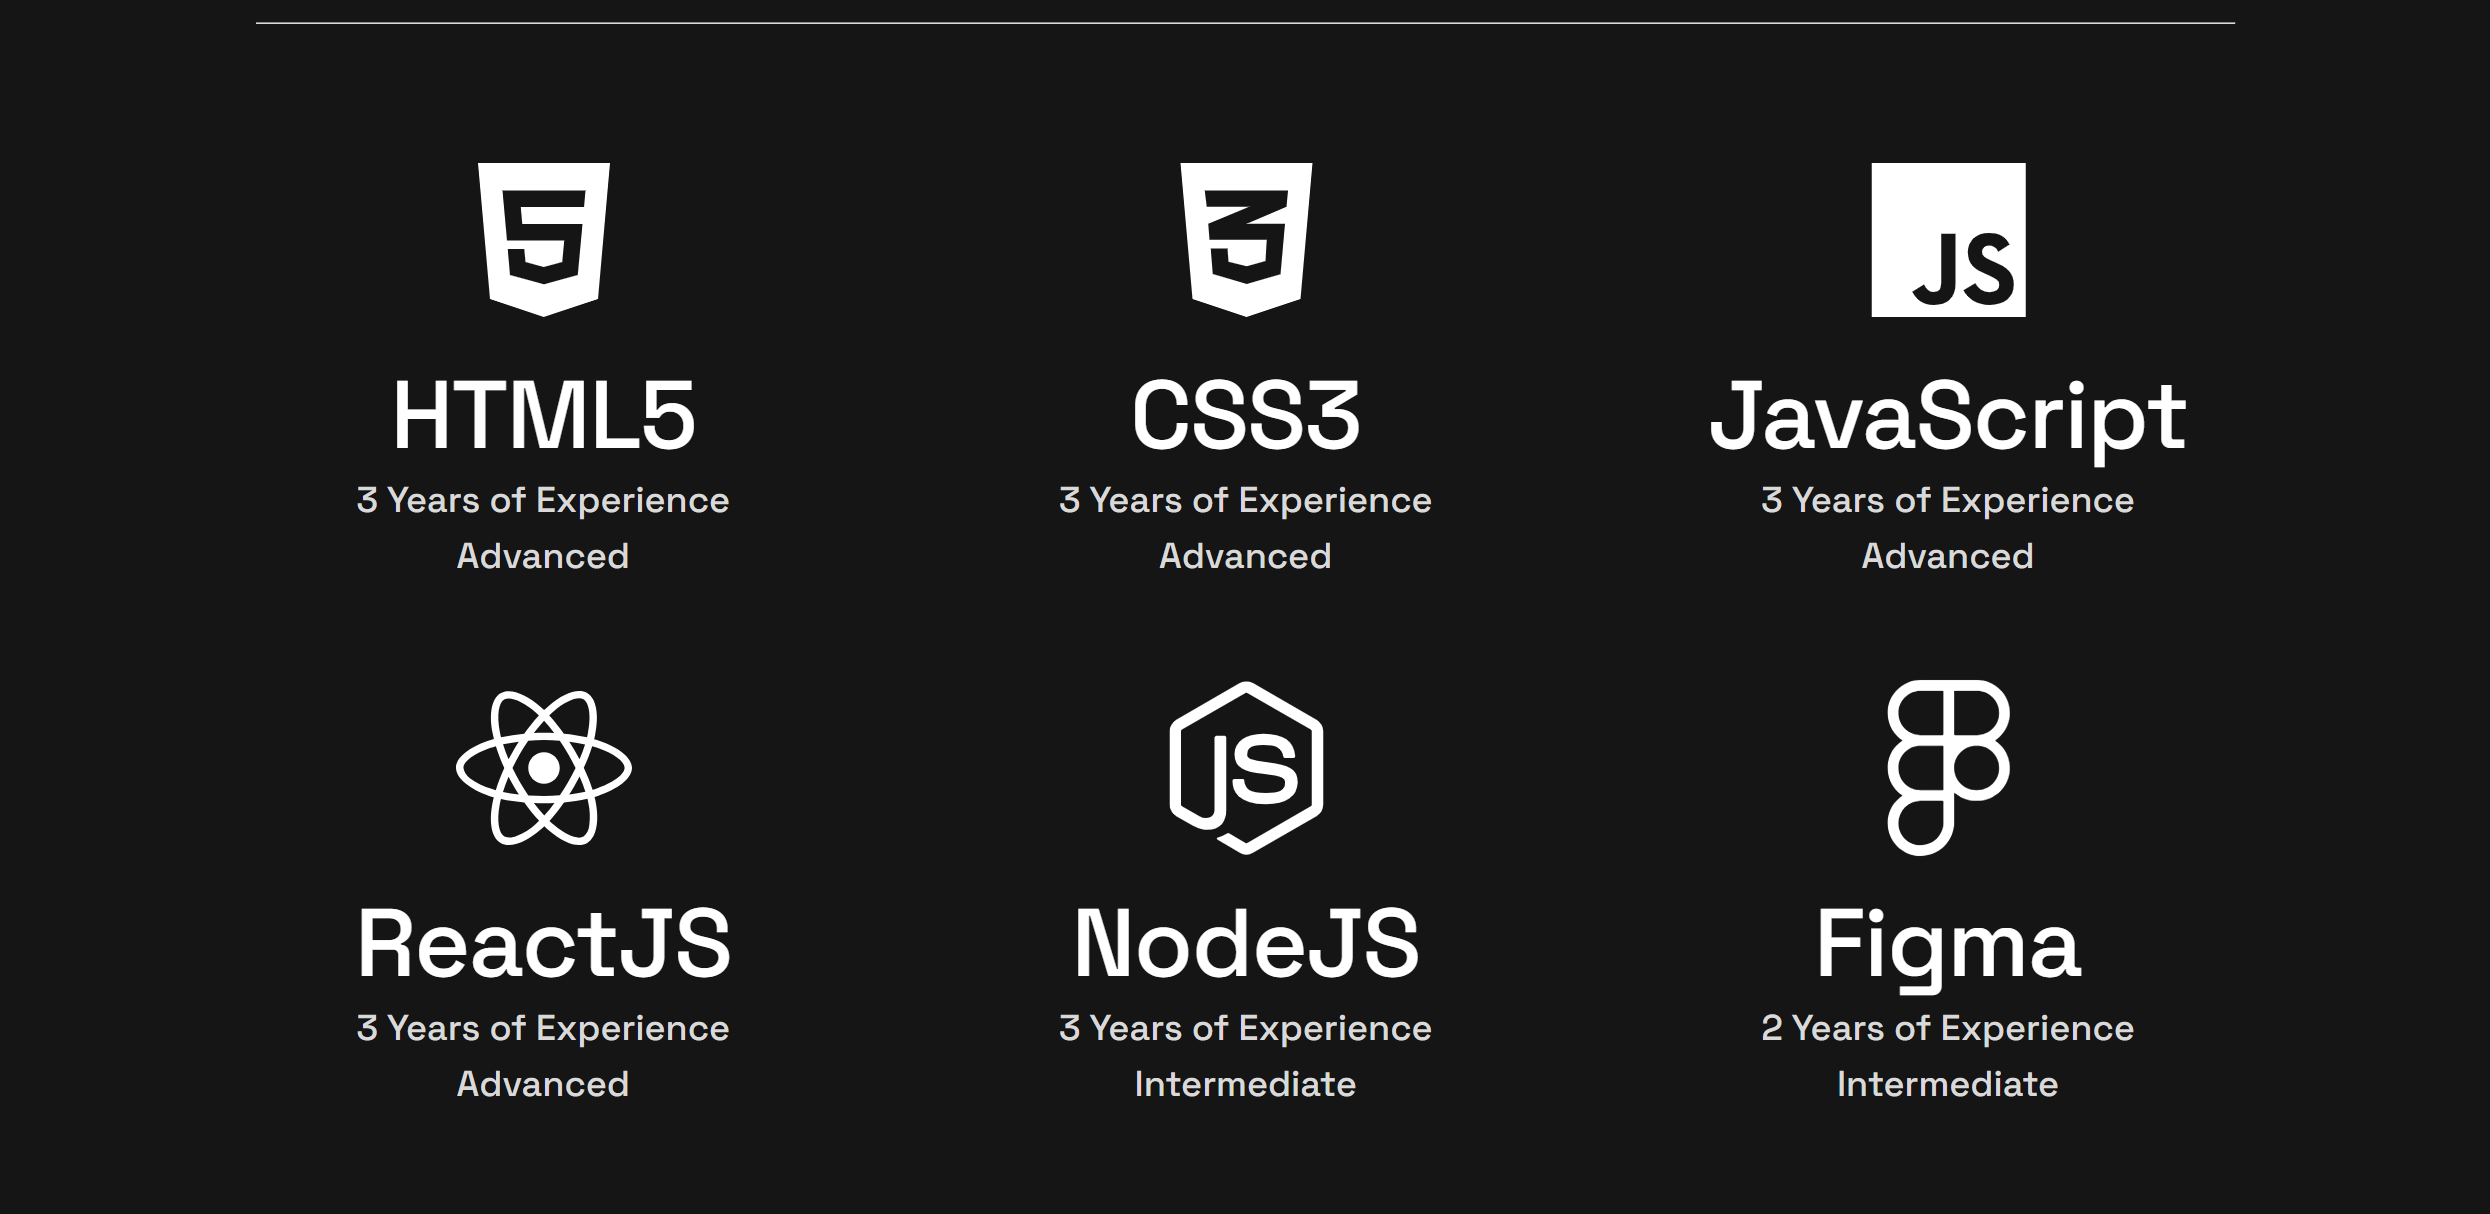 JS
HTML5
CSS3
JavaScript
3 Years of Experience
3 Years of Experience
3 Years of Experience
Advanced
Advanced
Advanced
JS
ReactJS
NodeJS
Figma
3 Years of Experience
3 Years of Experience
2 Years of Experience
Advanced
Intermediate
Intermediate